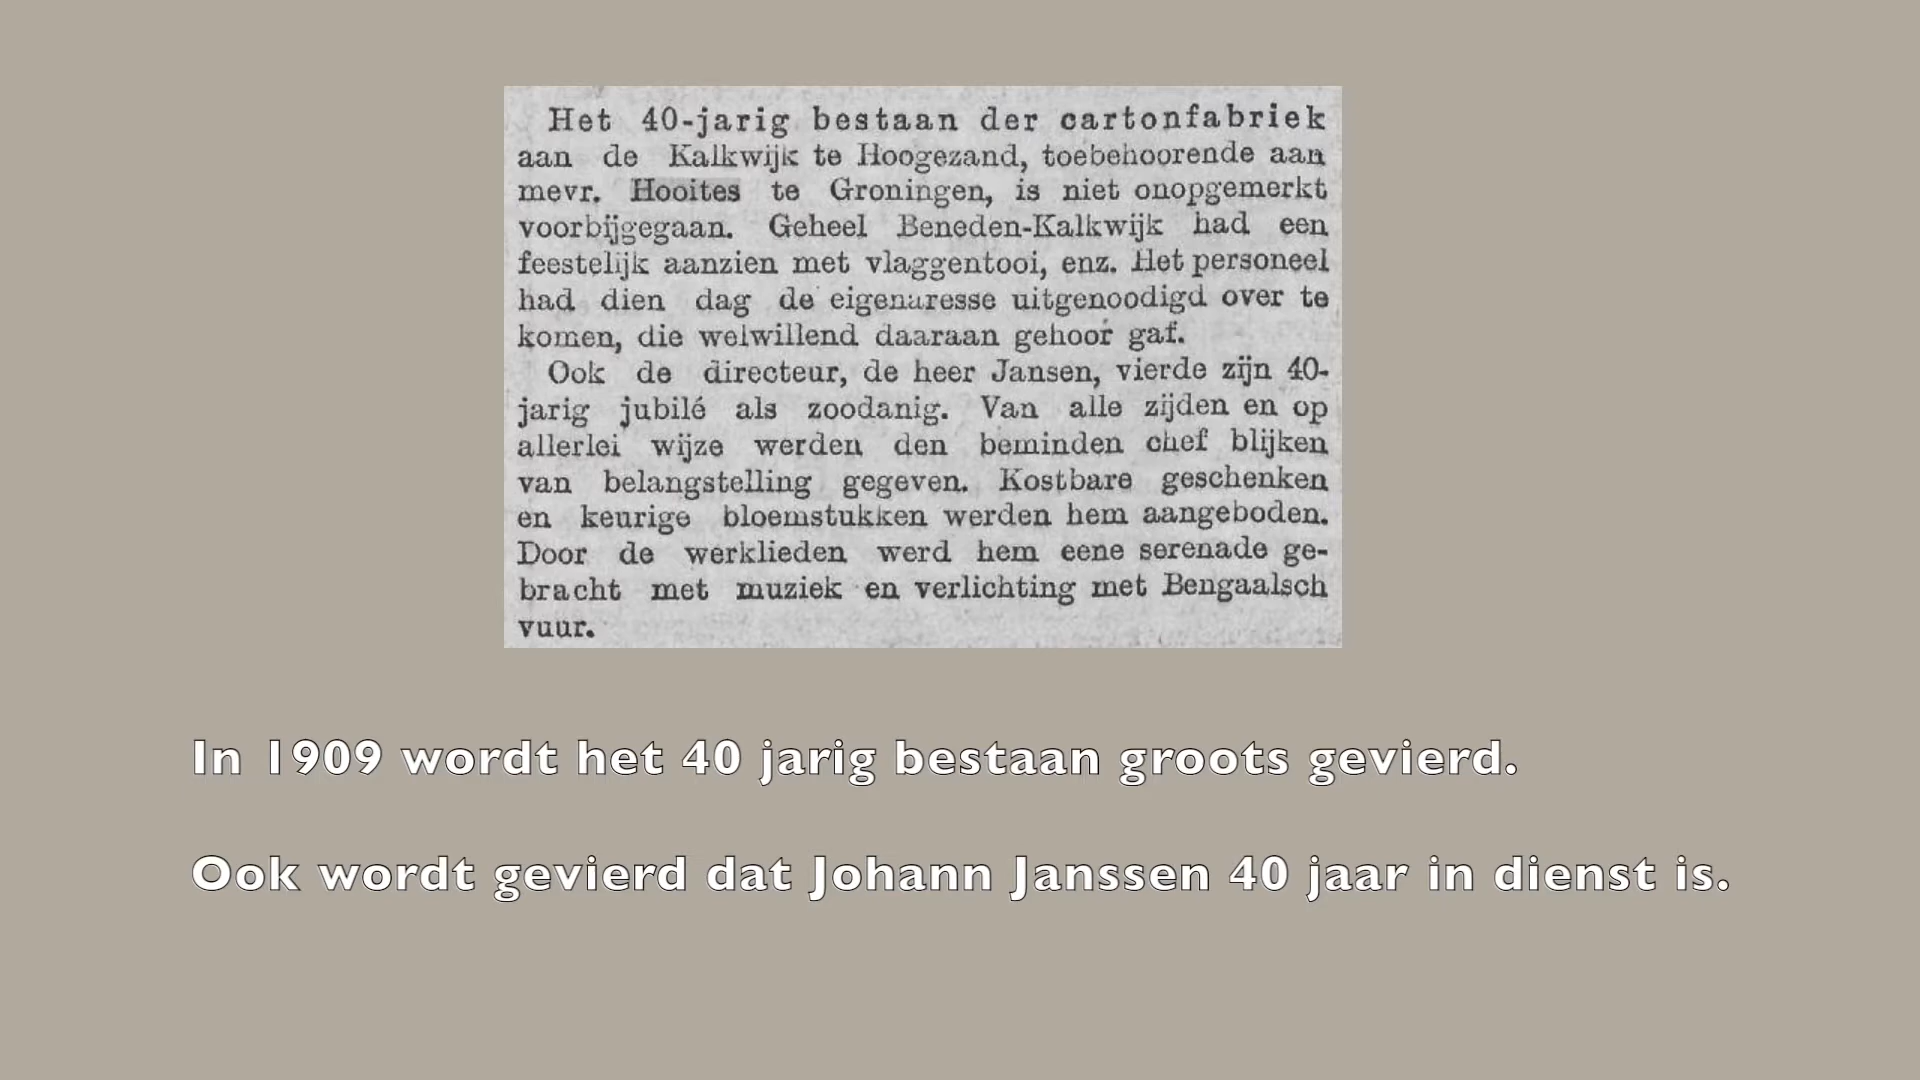 Het 40-jarig bestaan der cartonfabriek
aan de Kalkwijk te Hoogezand, toebehoorende aan
mevr. Hooites te Groningen, is niet onopgemerkt
voorbijgegaan. Geheel Beneden-Kalkwijk had een
feestelijk aanzien met vlaggentooi, enz. Het personeel
had dien dag de eigenaresse uitgenoodigd over te
komen, die welwillend daaraan gehoor gaf.
Ook de directeur, de heer Jansen, vierde zijn 40-
jarig jubilé als zoodanig. Van alle zijden en op
allerlei wijze werden den beminden chef blijken
van belangstelling gegeven. Kostbare geschenken
en keurige bloemstukken werden hem aangeboden.
Door de werklieden werd hem eene serenade ge-
bracht met muziek en verlichting met Bengaalsch
vuur.
In 1909 wordt het 40 jarig bestaan groots gevierd.
Ook wordt gevierd dat Johann Janssen 40 jaar in dienst is.